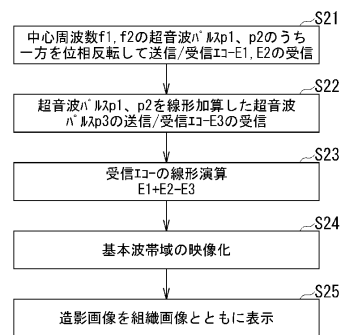 S21
中心周波数f1,f2の超音波ﾊﾟﾙｽp1、p2のうち
一方を位相反転して送信/受信ｴｺｰE1,E2の受信
S22
超音波ﾊﾟﾙｽp1、p2を線形加算した超音波
ﾊﾟﾙｽp3の送信/受信ｴｺｰE3の受信
S23
受信ｴｺｰの線形演算
E1+E2-E3
S24
基本波帯域の映像化
S25
造影画像を組織画像とともに表示